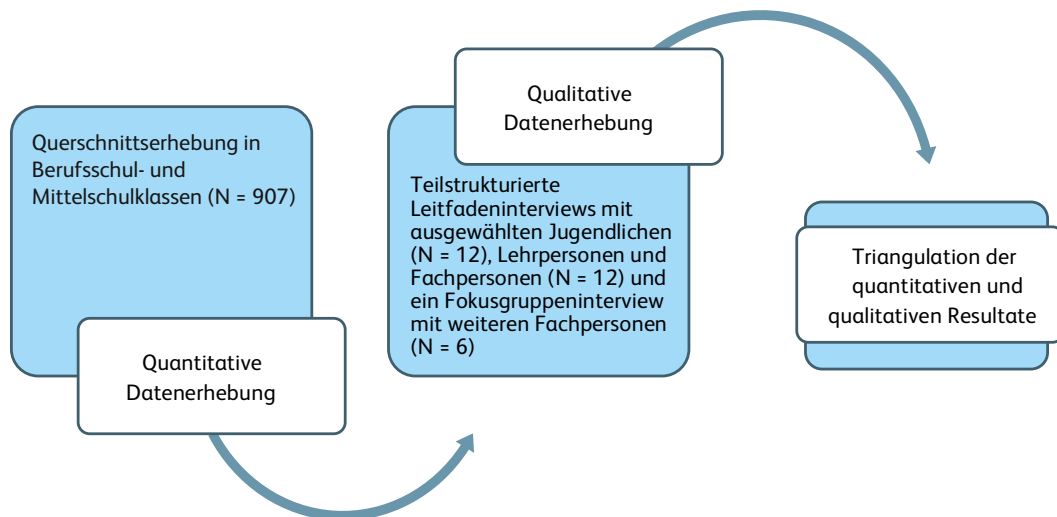 Querschnittserhebung in
Berufsschul- und
Mittelschulklassen (N = 907)
Quantitative
Datenerhebung
Qualitative
Datenerhebung
Teilstrukturierte
Leitfadeninterviews mit
ausgewählten Jugendlichen
(N = 12), Lehrpersonen und
Fachpersonen (N = 12) und
ein Fokusgruppeninterview
mit weiteren Fachpersonen
(N = 6)
Triangulation der
quantitativen und
qualitativen Resultate